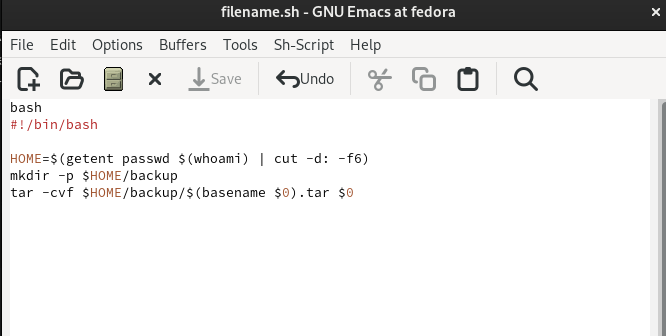 filename.sh - GNU Emacs at fedora
File Edit Options Buffers Tools Sh-Script Help
Save Undo
bash
#!/bin/bash
HOME=$(getent passwd $(whoami) | cut -d: -f6)
mkdir -p $HOME/backup
tar -cvf $HOME/backup/$(basename $0).tar $0